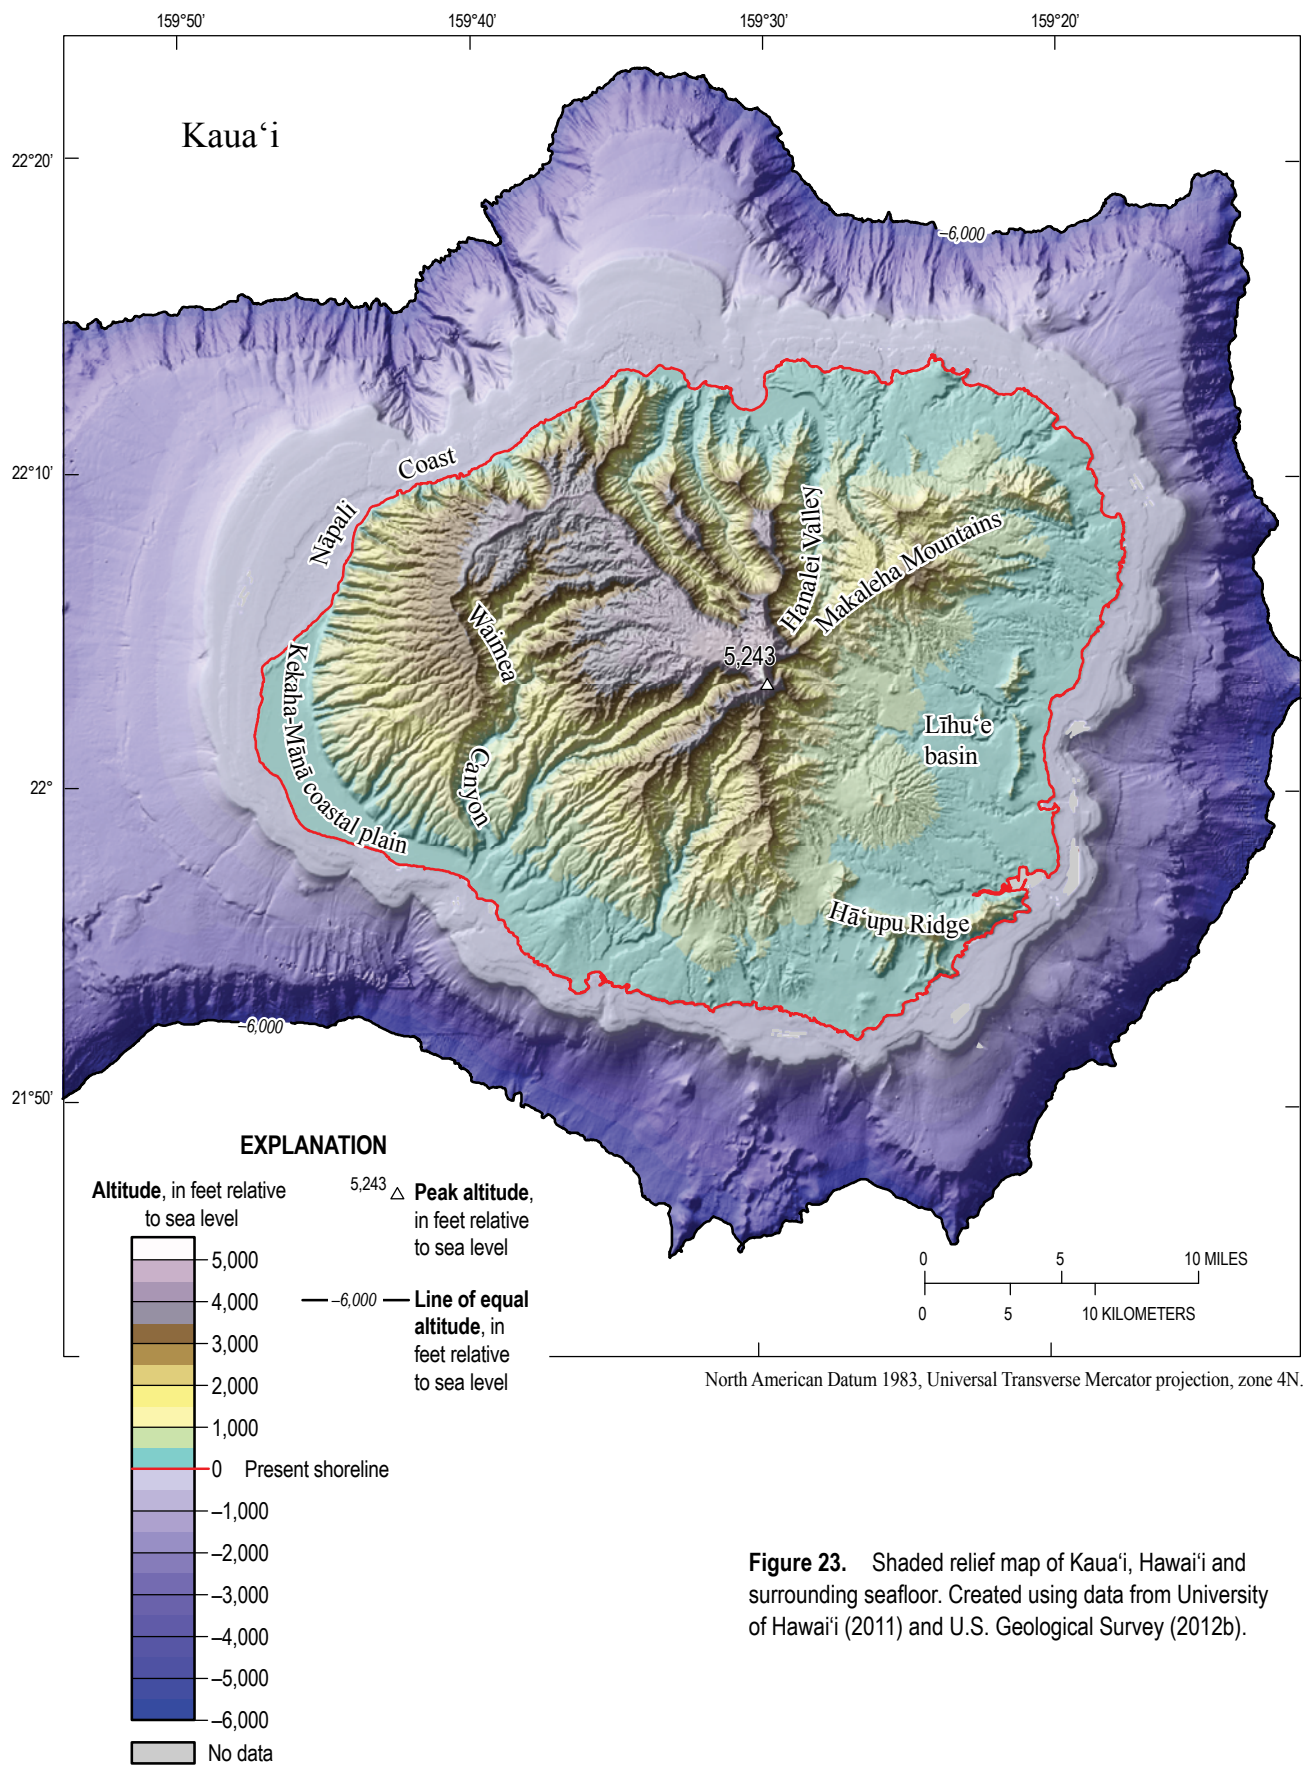 159°50’
159°40’
159°30’
159°20’
Kaua‘i
22°20’
–6,000
22°10’
Coast
Nāpali
Hanalei Valley
Makaleha Mountains
Waimea
5,243
Kekaha-Mānā coastal plain
Līhu‘e
basin
22°
Canyon
Hā‘upu Ridge
–6,000
21°50’
EXPLANATION
Altitude, in feet relative
to sea level
5,000
4,000
3,000
2,000
1,000
0 Present shoreline
–1,000
–2,000
–3,000
–4,000
–5,000
–6,000
No data
5,243 Peak altitude,
in feet relative
to sea level
–6,000 Line of equal
altitude, in
feet relative
to sea level
0 5 10 MILES
0 5 10 KILOMETERS
North American Datum 1983, Universal Transverse Mercator projection, zone 4N.
Figure 23. Shaded relief map of Kaua‘i, Hawai‘i and
surrounding seafloor. Created using data from University
of Hawai‘i (2011) and U.S. Geological Survey (2012b).